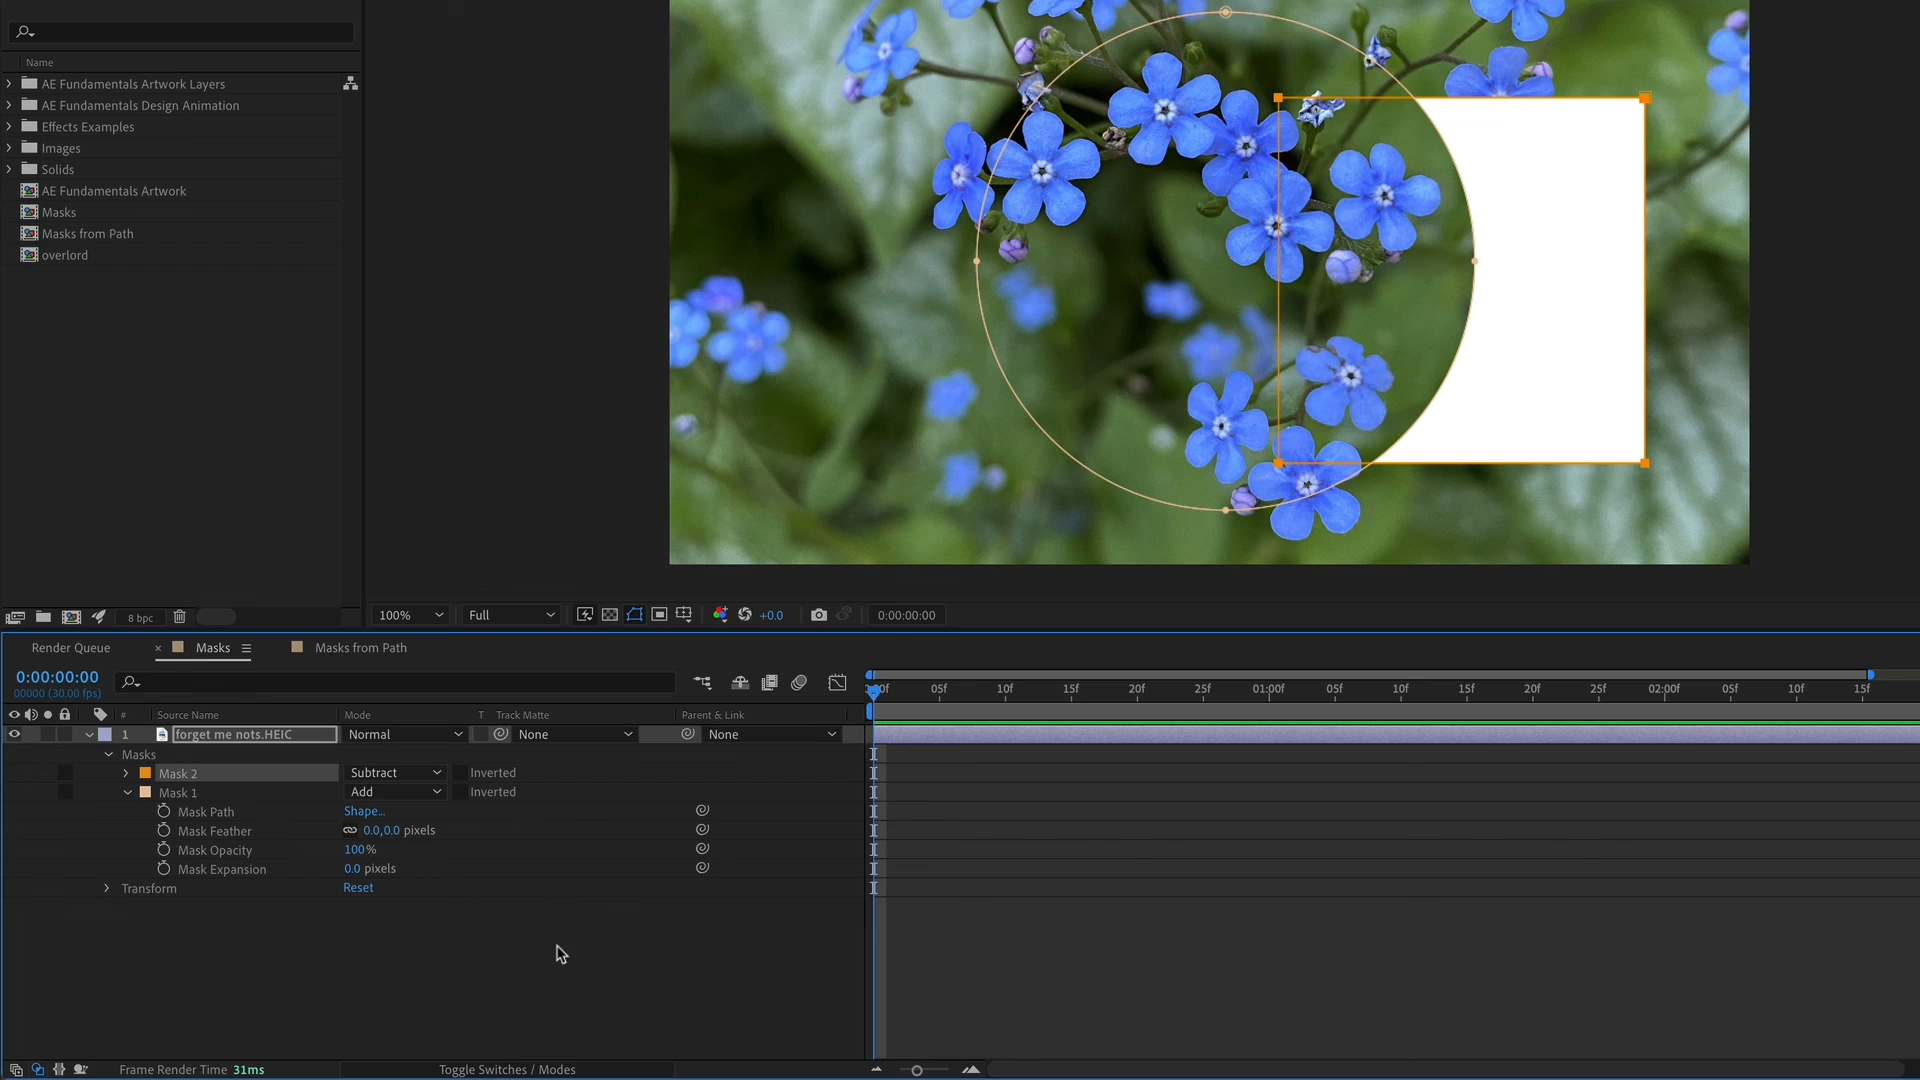 Name
AE Fundamentals Artwork Layers
AE Fundamentals Design Animation
Effects Examples
Images
Solids
AE Fundamentals Artwork
Masks
Masks from Path
overlord
8 bpc
100%
Full
+0.0
0:00:00:00
Render Queue
× Masks
Masks from Path
0:00:00:00
00000 (30.00 fps)
:00f 05f 10f 15f 20f 25f 01:00f 05f 10f 15f 20f 25f 02:00f 05f 10f 15f
# Source Name Mode T Track Matte Parent & Link
1 forget me nots.HEIC Normal None None
Masks
Mask 2 Subtract Inverted
Mask 1 Add Inverted
Mask Path Shape...
Mask Feather 0.0,0.0 pixels
Mask Opacity 100%
Mask Expansion 0.0 pixels
Transform Reset
Frame Render Time 31ms
Toggle Switches / Modes